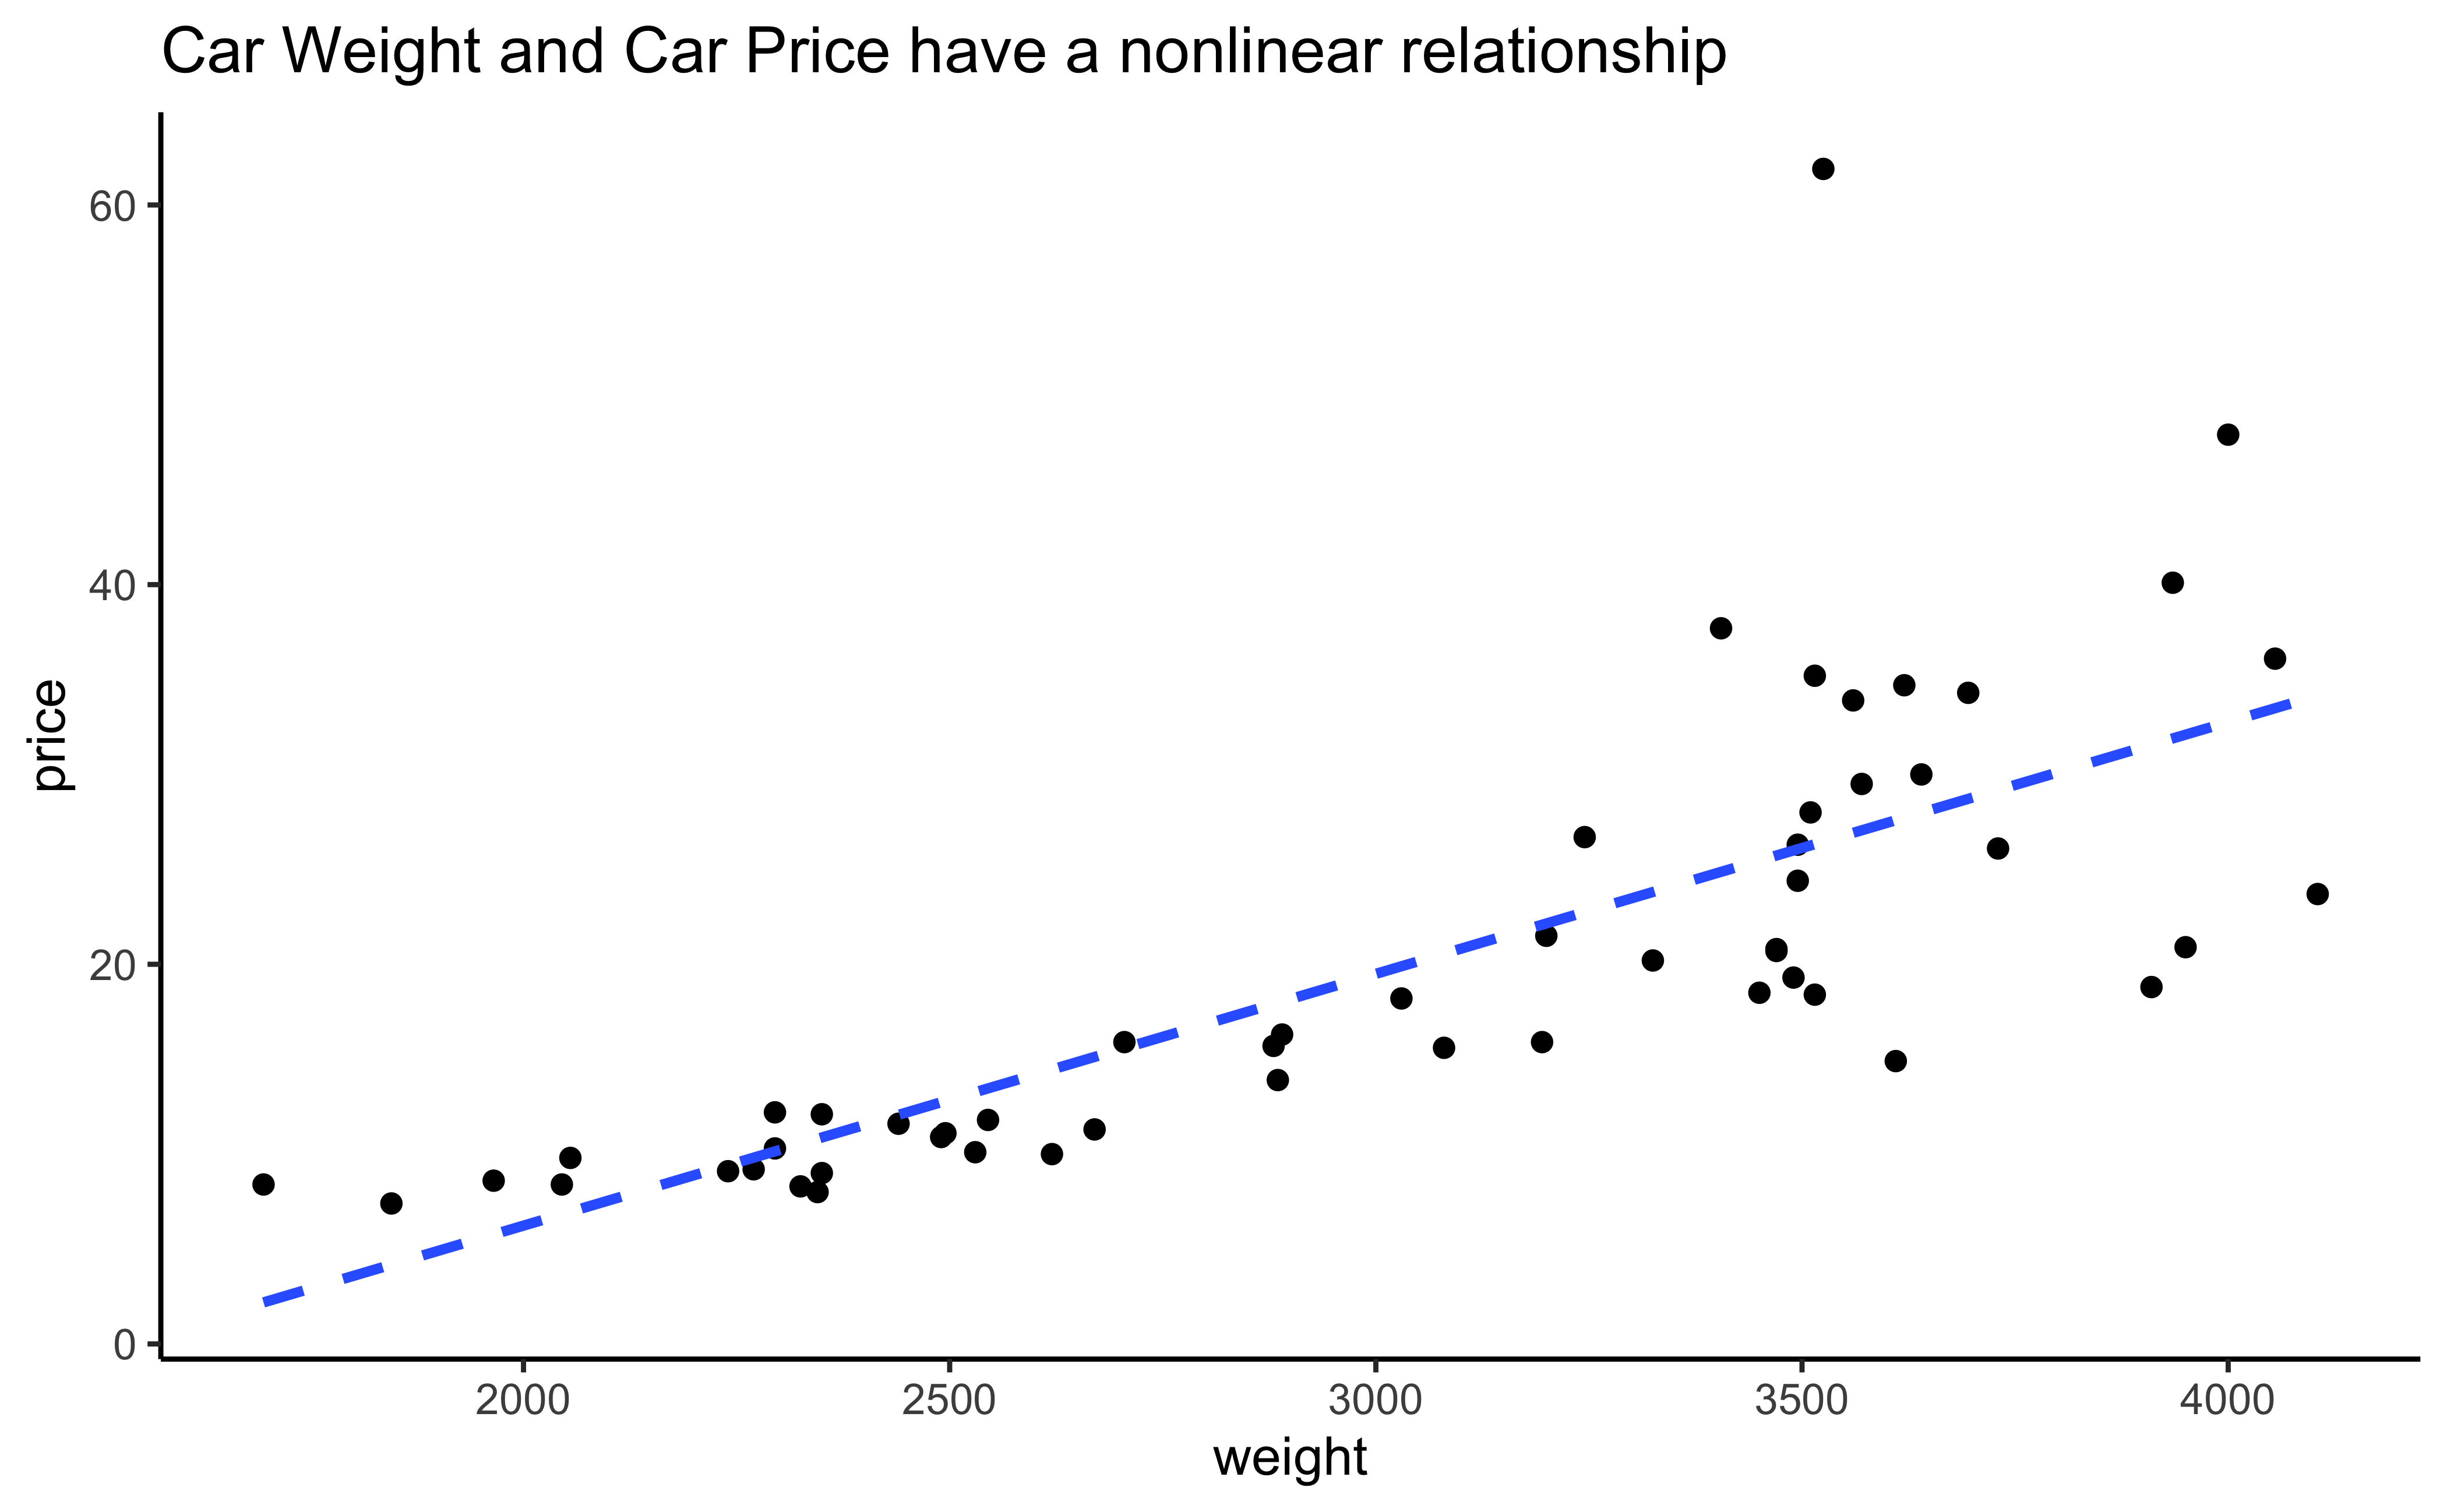 Car Weight and Car Price have a nonlinear relationship
60
40
20
0
price
2000 2500 3000 3500 4000
weight